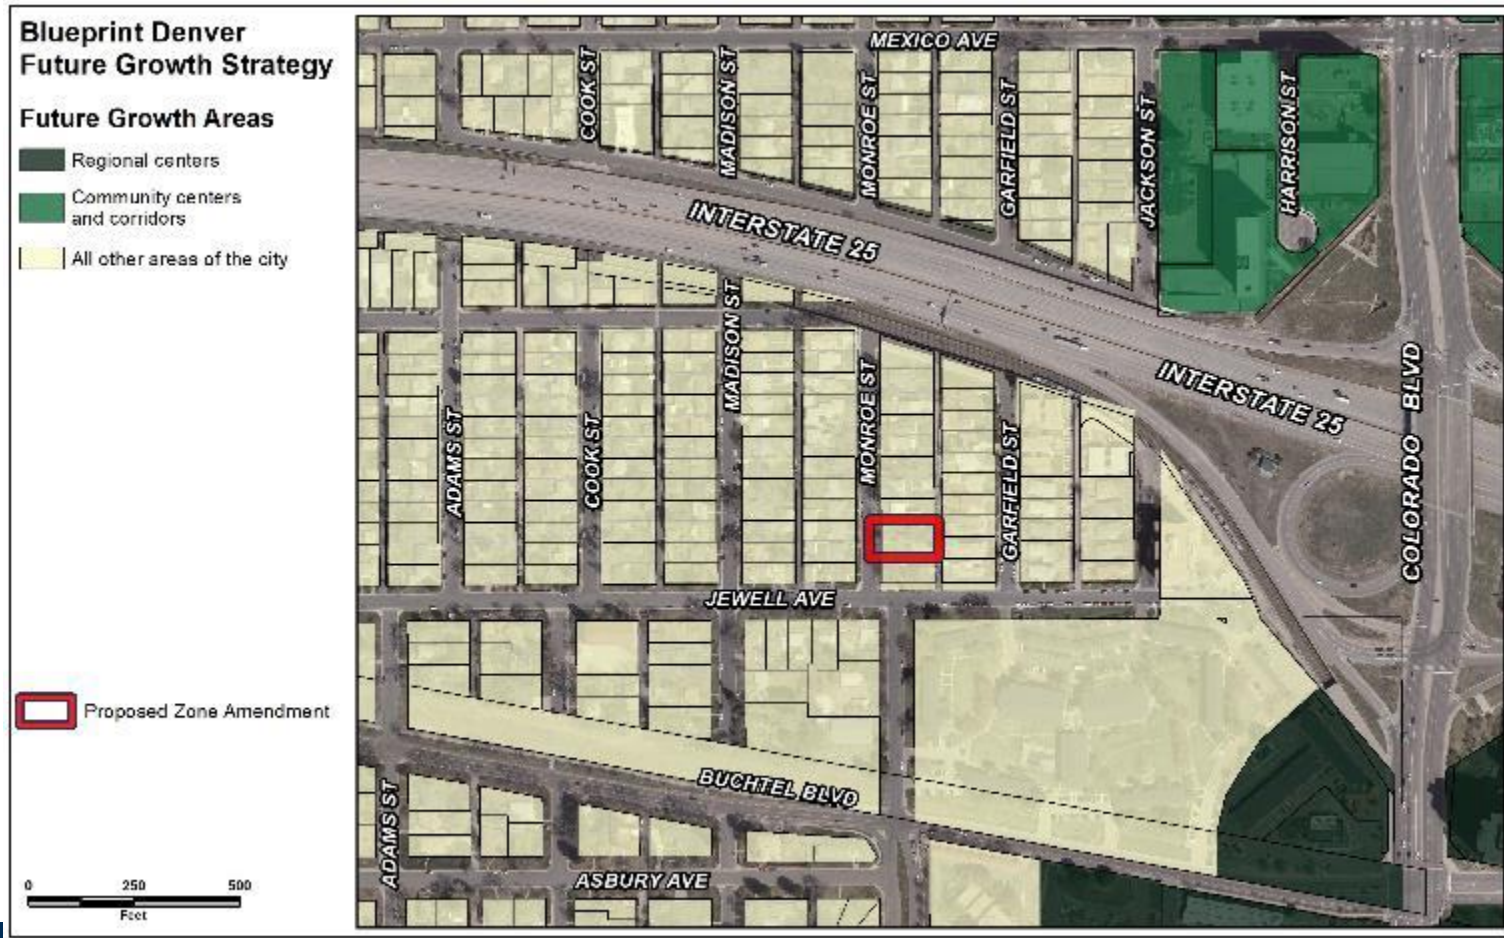 Blueprint Denver
Future Growth Strategy
Future Growth Areas
Regional centers
Community centers
and corridors
All other areas of the city
Proposed Zone Amendment
0 250 500
Feet
MEXICO AVE
COOK ST
MADISON ST
MONROE ST
GARFIELD ST
JACKSON ST
HARRISON ST
INTERSTATE 25
INTERSTATE 25
COLORADO BLVD
ADAMS ST
COOK ST
MADISON ST
MONROE ST
GARFIELD ST
JEWELL AVE
BUCHTEL BLVD
ADAMS ST
ASBURY AVE